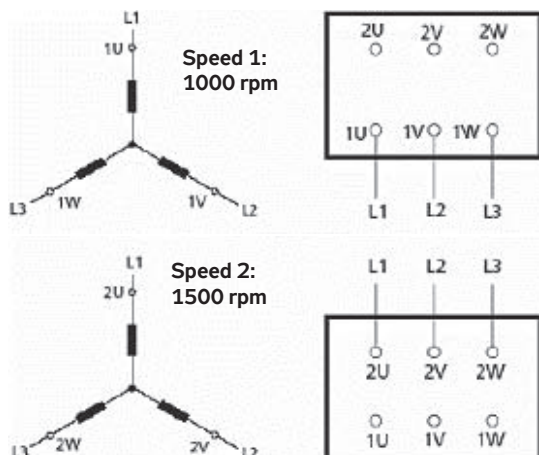 L1
1U
Speed 1:
1000 rpm
L3
1W
1V
L2
2U 2V 2W
1U 1V 1W
L1 L2 L3
L1
2U
Speed 2:
1500 rpm
L3
2W
2V
L2
L1 L2 L3
2U 2V 2W
1U 1V 1W